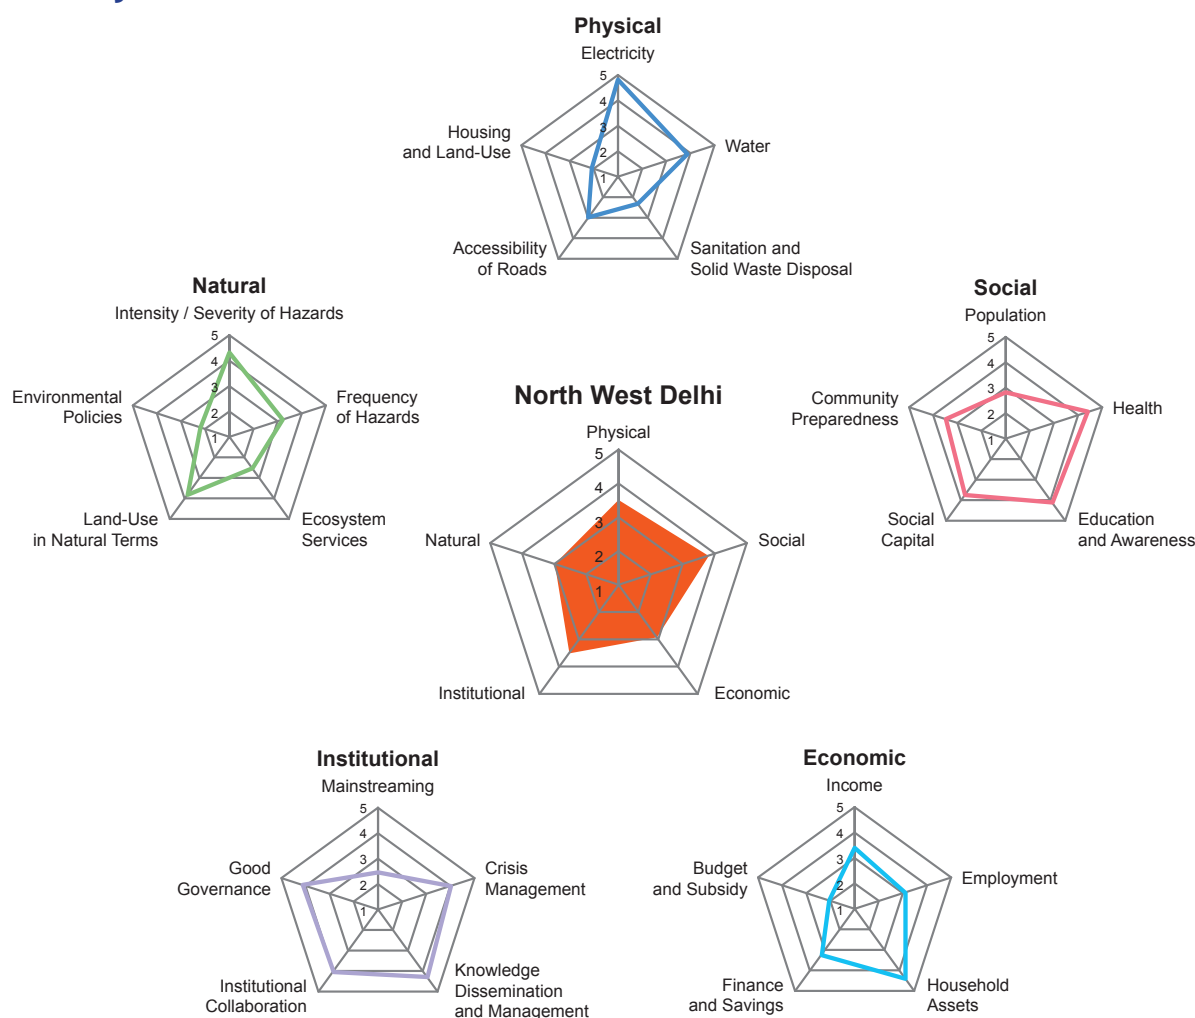 Physical
Electricity
5
4
3
2
1
Housing
and Land-Use
Water
Accessibility
of Roads
Sanitation and
Solid Waste Disposal
Natural
Intensity / Severity of Hazards
5
4
3
2
1
Environmental
Policies
Frequency
of Hazards
Land-Use
in Natural Terms
Ecosystem
Services
Social
Population
5
4
3
2
1
Community
Preparedness
Health
Social
Capital
Education
and Awareness
North West Delhi
Physical
5
4
3
2
1
Natural
Social
Institutional
Economic
Institutional
Mainstreaming
5
4
3
2
1
Good
Governance
Crisis
Management
Institutional
Collaboration
Knowledge
Dissemination
and Management
Economic
Income
5
4
3
2
1
Budget
and Subsidy
Employment
Finance
and Savings
Household
Assets